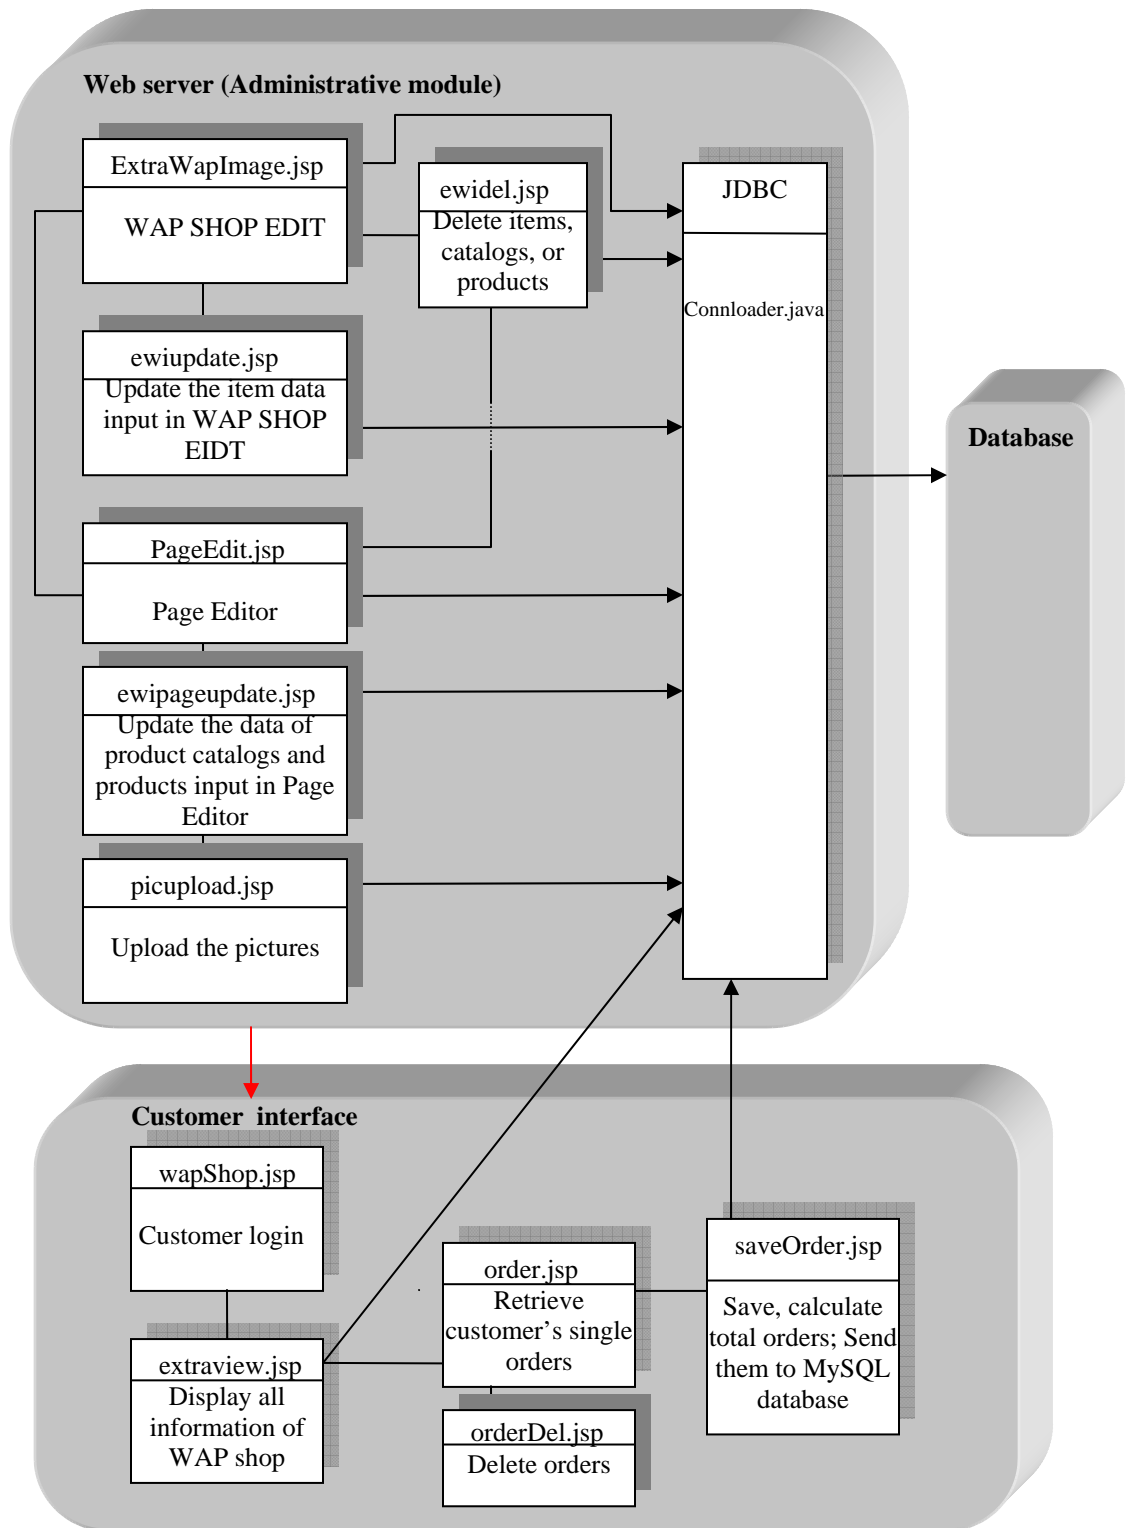 Web server (Administrative module)
ExtraWapImage.jsp
WAP SHOP EDIT
ewidel.jsp
Delete items,
catalogs, or
products
JDBC
Connloader.java
ewiupdate.jsp
Update the item data
input in WAP SHOP
EIDT
Database
PageEdit.jsp
Page Editor
ewipageupdate.jsp
Update the data of
product catalogs and
products input in Page
Editor
picupload.jsp
Upload the pictures
Customer  interface
wapShop.jsp
Customer login
extraview.jsp
Display all
information of
WAP shop
order.jsp
Retrieve
customer’s single
orders
orderDel.jsp
Delete orders
saveOrder.jsp
Save, calculate
total orders; Send
them to MySQL
database